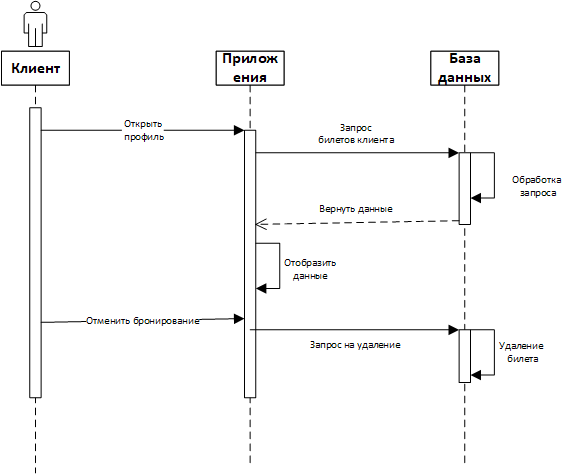 Клиент
Прилож
ения
База
данных
Открыть
профиль
Запрос
билетов клиента
Обработка
запроса
Вернуть данные
Отобразить
данные
Отменить бронирование
Запрос на удаление
Удаление
билета